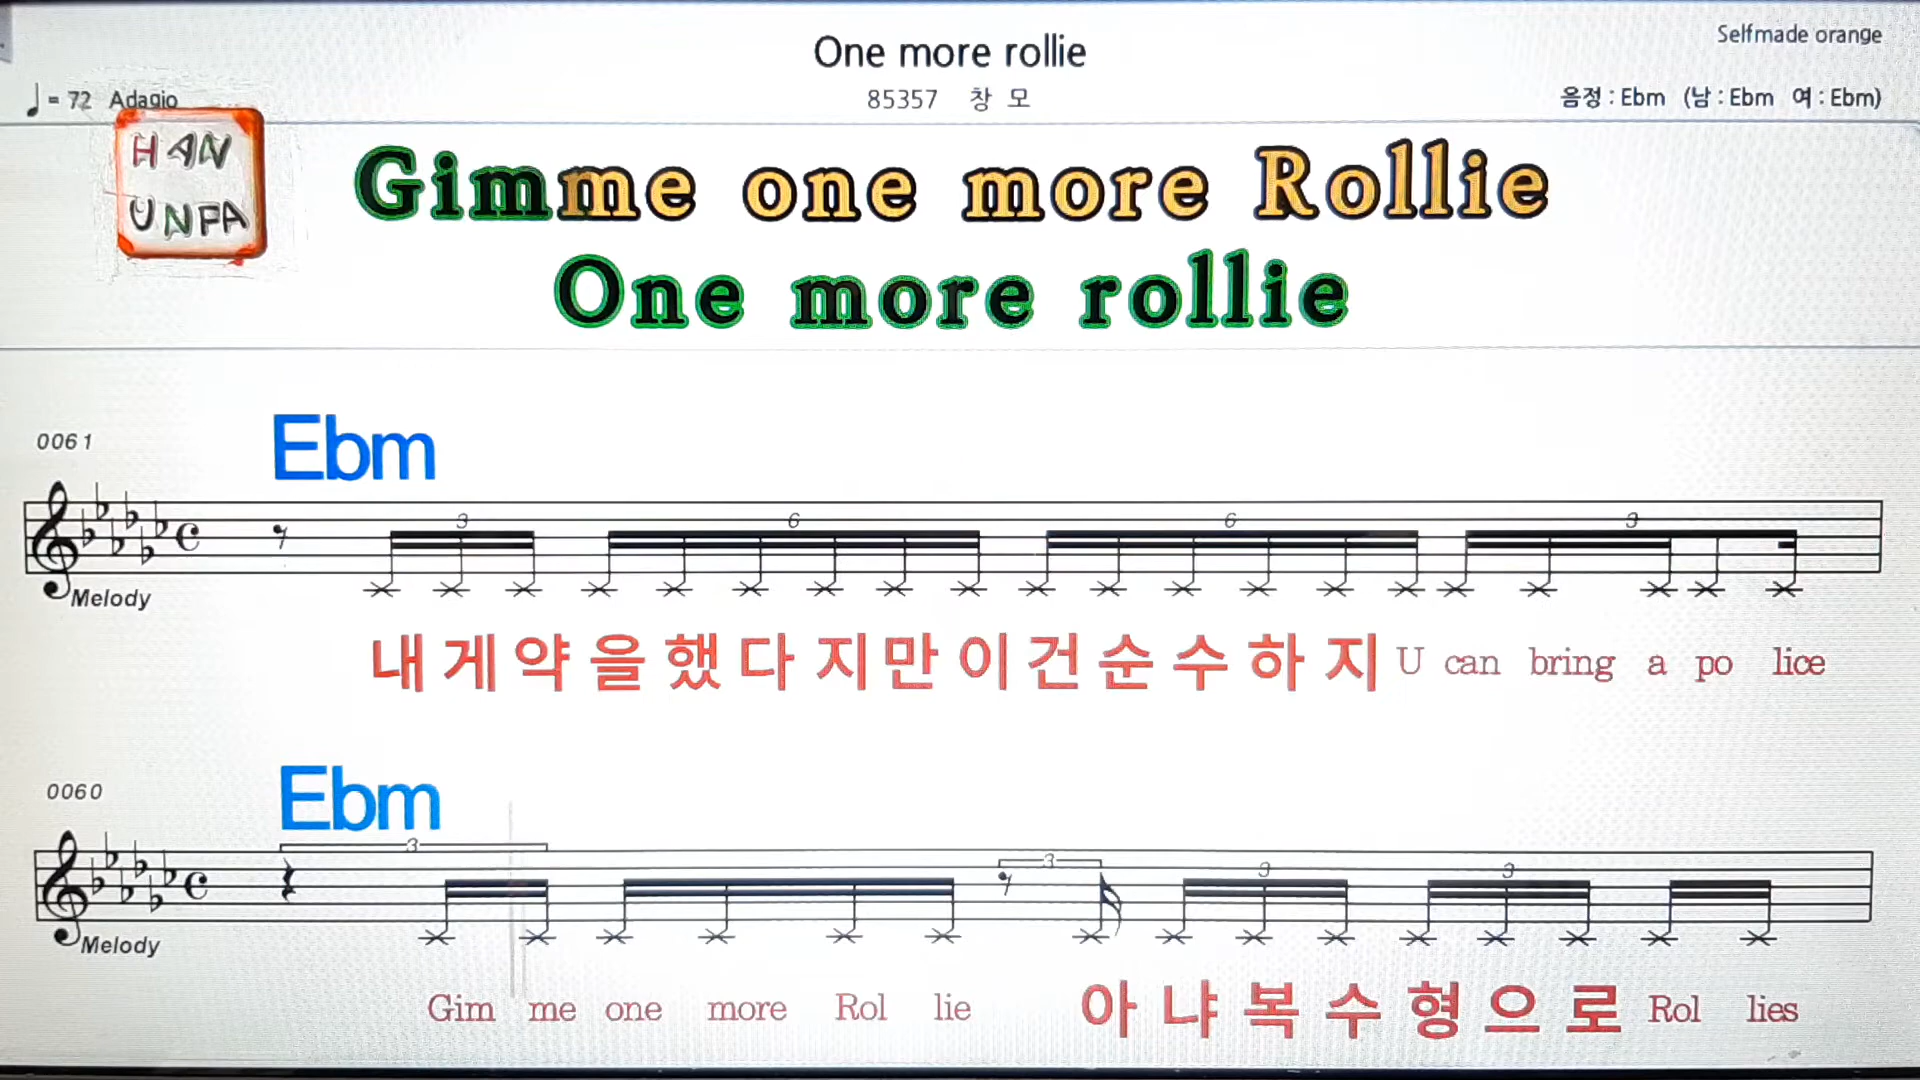 One more rollie
Selfmade orange
♩ = 72 Adagio
85357 창 모
음정 : Ebm (남 : Ebm 여 : Ebm)
HAN
UNPA
Gimme one more Rollie
One more rollie
0061
Ebm
3 6 6 3
Melody
내 게 약 을 했 다 지 만 이 건 순 수 하 지 U can bring a po lice
0060
Ebm
3 3 3 3
Melody
Gim me one more Rol lie 아 냐 복 수 형 으 로 Rol lies